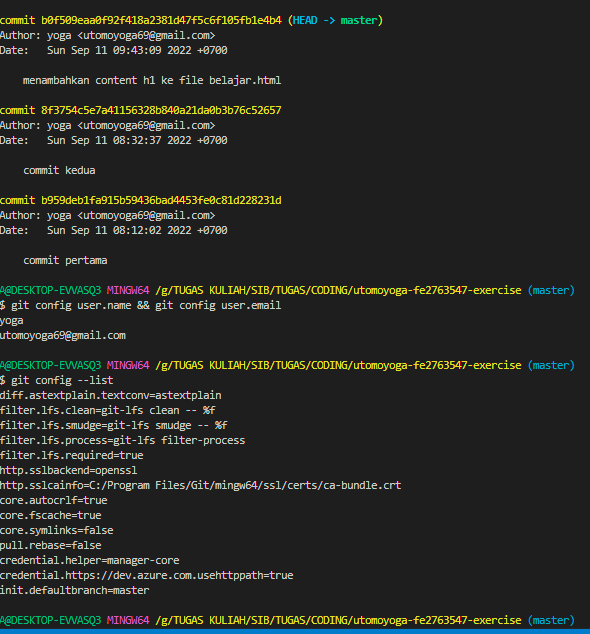 commit b0f509eaa0f92f418a2381d47f5c6f105fb1e4b4 (HEAD -> master)
Author: yoga <utomoyoga69@gmail.com>
Date:   Sun Sep 11 09:43:09 2022 +0700
    menambahkan content h1 ke file belajar.html
commit 8f3754c5e7a41156328b840a21da0b3b76c52657
Author: yoga <utomoyoga69@gmail.com>
Date:   Sun Sep 11 08:32:37 2022 +0700
    commit kedua
commit b959deb1fa915b59436bad4453fe0c81d228231d
Author: yoga <utomoyoga69@gmail.com>
Date:   Sun Sep 11 08:12:02 2022 +0700
    commit pertama
A@DESKTOP-EVVASQ3 MINGW64 /g/TUGAS KULIAH/SIB/TUGAS/CODING/utomoyoga-fe2763547-exercise (master)
$ git config user.name && git config user.email
yoga
utomoyoga69@gmail.com
A@DESKTOP-EVVASQ3 MINGW64 /g/TUGAS KULIAH/SIB/TUGAS/CODING/utomoyoga-fe2763547-exercise (master)
$ git config --list
diff.astextplain.textconv=astextplain
filter.lfs.clean=git-lfs clean -- %f
filter.lfs.smudge=git-lfs smudge -- %f
filter.lfs.process=git-lfs filter-process
filter.lfs.required=true
http.sslbackend=openssl
http.sslcainfo=C:/Program Files/Git/mingw64/ssl/certs/ca-bundle.crt
core.autocrlf=true
core.fscache=true
core.symlinks=false
pull.rebase=false
credential.helper=manager-core
credential.https://dev.azure.com.usehttppath=true
init.defaultbranch=master
A@DESKTOP-EVVASQ3 MINGW64 /g/TUGAS KULIAH/SIB/TUGAS/CODING/utomoyoga-fe2763547-exercise (master)